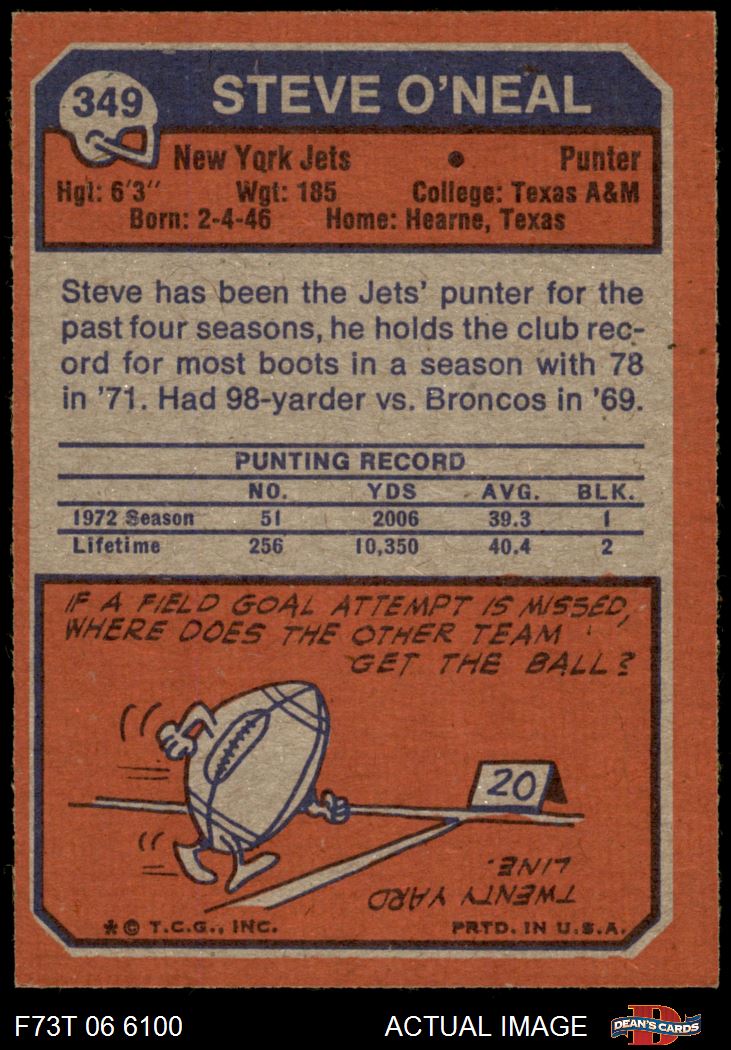 349
STEVE O'NEAL
New York Jets • Punter
Hgt: 6'3" Wgt: 185 College: Texas A&M
Born: 2-4-46 Home: Hearne, Texas
Steve has been the Jets' punter for the
past four seasons, he holds the club rec-
ord for most boots in a season with 78
in '71. Had 98-yarder vs. Broncos in '69.
PUNTING RECORD
NO. YDS AVG. BLK.
1972 Season 51 2006 39.3 1
Lifetime 256 10,350 40.4 2
IF A FIELD GOAL ATTEMPT IS MISSED,
WHERE DOES THE OTHER TEAM
GET THE BALL?
20
TWENTY YARD
LINE.
* © T.C.G., INC. PRTD. IN U.S.A.
F73T 06 6100 ACTUAL IMAGE
D
DEAN'S CARDS